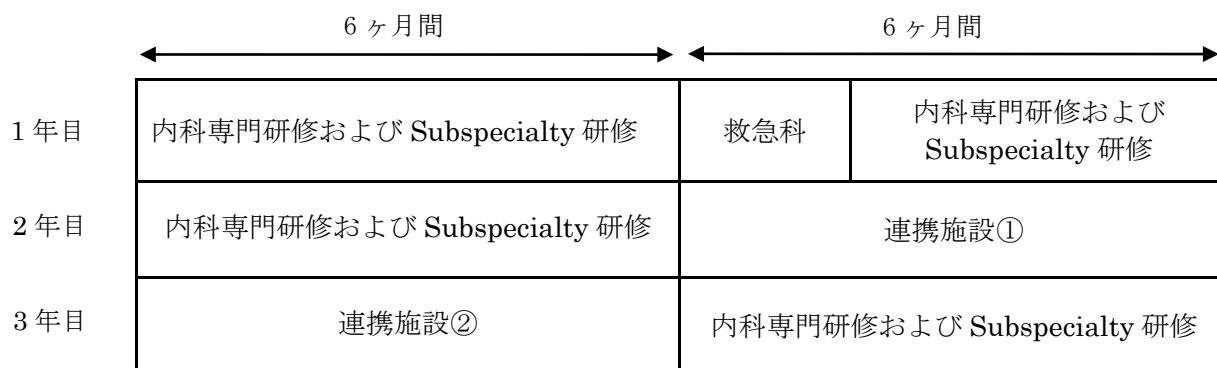 6 ヶ月間
6 ヶ月間
1 年目
内科専門研修および Subspecialty 研修
救急科
内科専門研修および
Subspecialty 研修
2 年目
内科専門研修および Subspecialty 研修
連携施設①
3 年目
連携施設②
内科専門研修および Subspecialty 研修